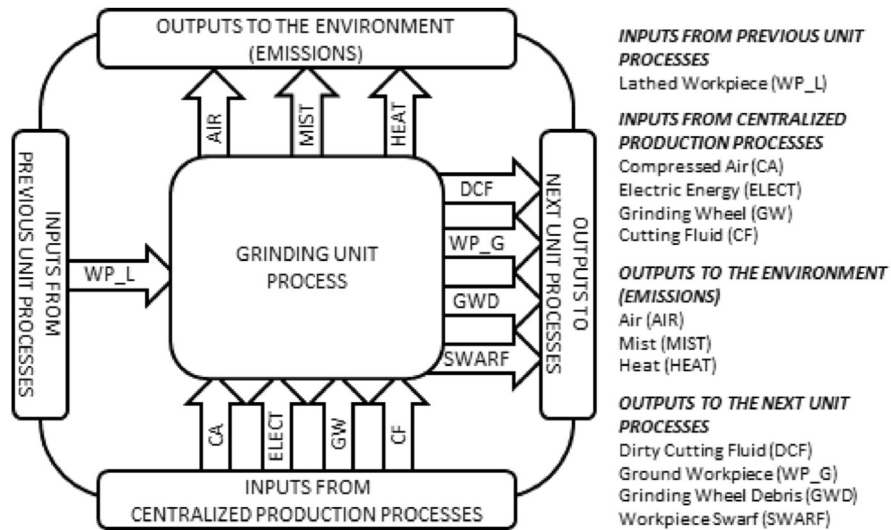 OUTPUTS TO THE ENVIRONMENT
(EMISSIONS)
AIR
MIST
HEAT
INPUTS FROM
PREVIOUS UNIT PROCESSES
WP_L
GRINDING UNIT
PROCESS
DCF
WP_G
GWD
SWARF
OUTPUTS TO
NEXT UNIT PROCESSES
CA
ELECT
GW
CF
INPUTS FROM
CENTRALIZED PRODUCTION PROCESSES
INPUTS FROM PREVIOUS UNIT
PROCESSES
Lathed Workpiece (WP_L)
INPUTS FROM CENTRALIZED
PRODUCTION PROCESSES
Compressed Air (CA)
Electric Energy (ELECT)
Grinding Wheel (GW)
Cutting Fluid (CF)
OUTPUTS TO THE ENVIRONMENT
(EMISSIONS)
Air (AIR)
Mist (MIST)
Heat (HEAT)
OUTPUTS TO THE NEXT UNIT
PROCESSES
Dirty Cutting Fluid (DCF)
Ground Workpiece (WP_G)
Grinding Wheel Debris (GWD)
Workpiece Swarf (SWARF)